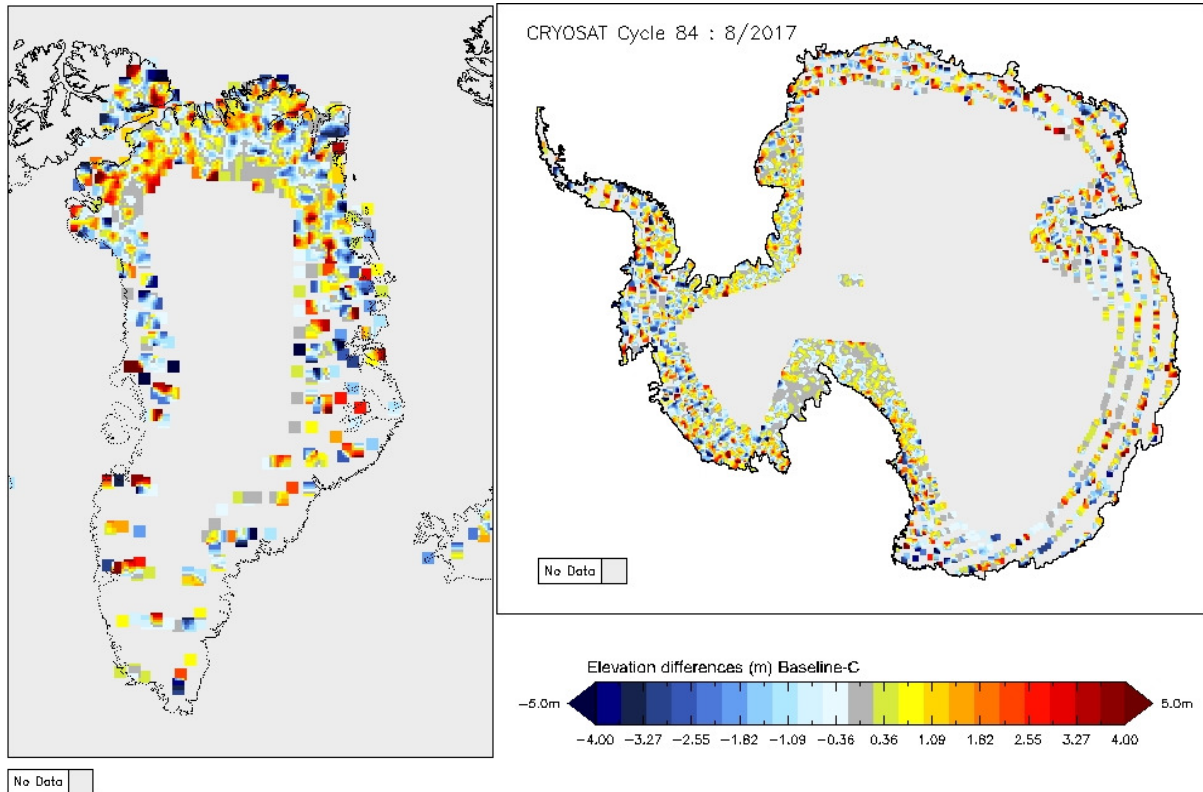 CRYOSAT Cycle 84 : 8/2017
No Data
Elevation differences (m) Baseline-C
-5.0m 5.0m
-4.00 -3.27 -2.55 -1.82 -1.09 -0.36 0.36 1.09 1.82 2.55 3.27 4.00
No Data